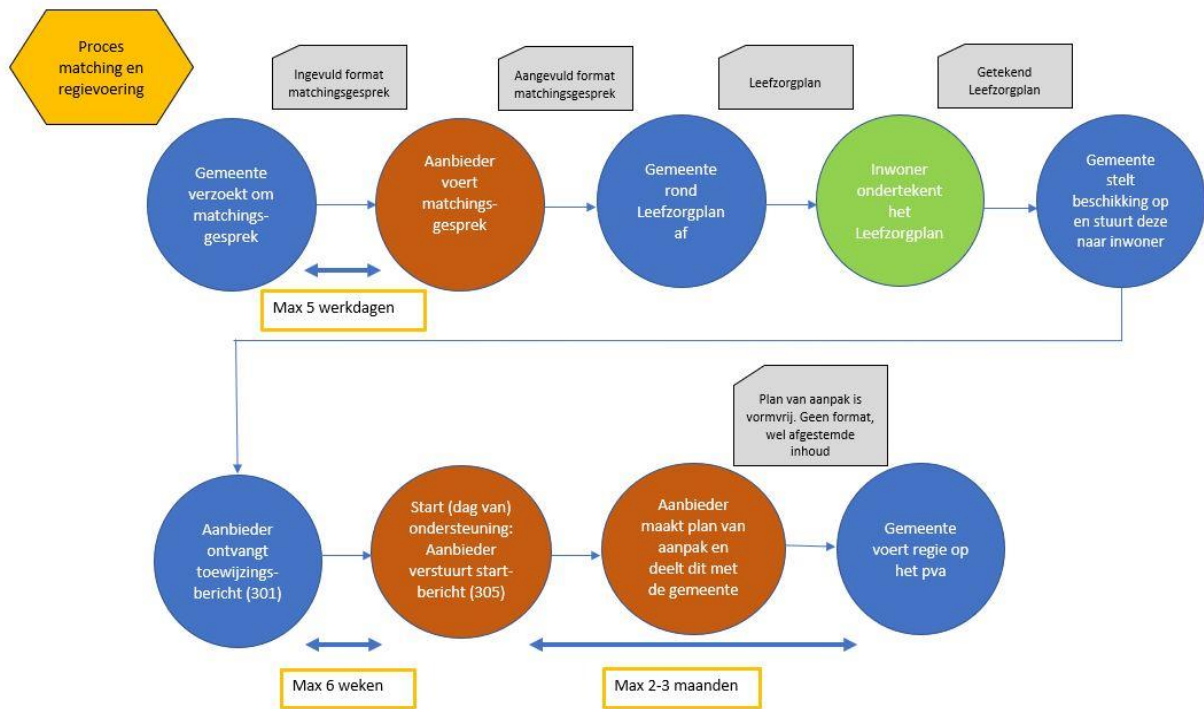 Proces
matching en
regievoering
Ingevuld format
matchingsgesprek
Aangevuld format
matchingsgesprek
Leefzorgplan
Getekend
Leefzorgplan
Gemeente
verzoekt om
matchings-
gesprek
Aanbieder
voert
matchings-
gesprek
Gemeente
rond
Leefzorgplan
af
Inwoner
ondertekent
het
Leefzorgplan
Gemeente
stelt
beschikking op
en stuurt deze
naar inwoner
Max 5 werkdagen
Plan van aanpak is
vormvrij. Geen format,
wel afgestemde
inhoud
Aanbieder
ontvangt
toewijzings-
bericht (301)
Start (dag van)
ondersteuning:
Aanbieder
verstuurt start-
bericht (305)
Aanbieder
maakt plan van
aanpak en
deelt dit met
de gemeente
Gemeente
voert regie op
het pva
Max 6 weken
Max 2-3 maanden